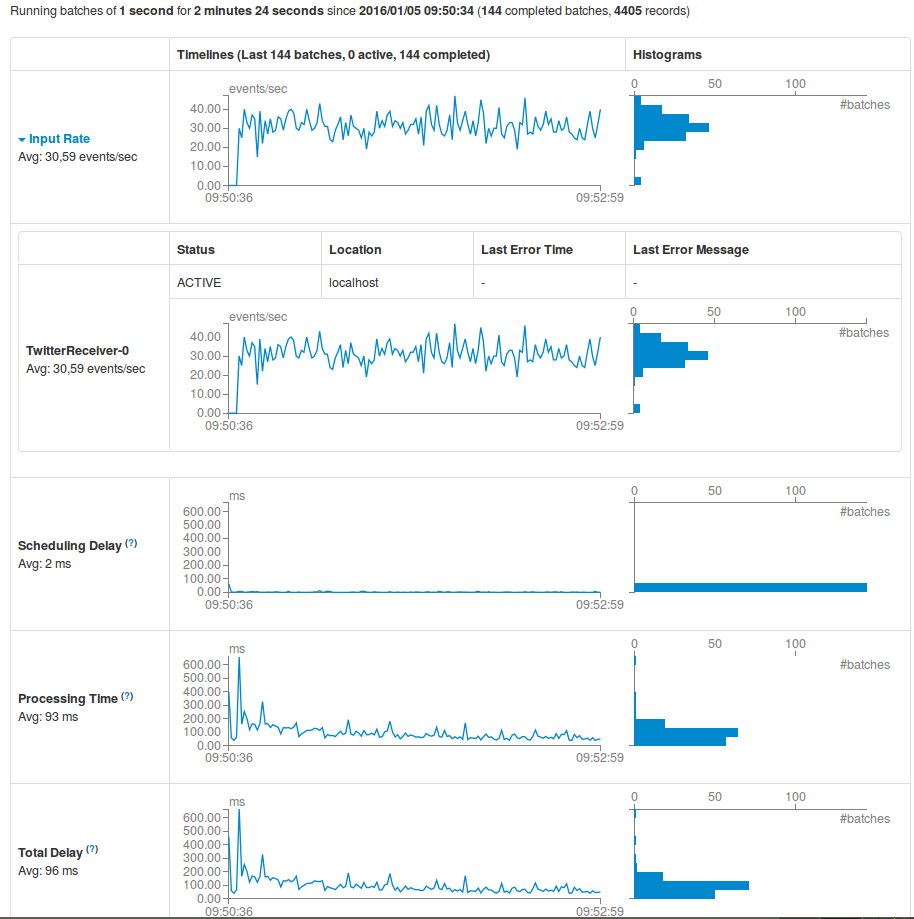 Running batches of 1 second for 2 minutes 24 seconds since 2016/01/05 09:50:34 (144 completed batches, 4405 records)
Timelines (Last 144 batches, 0 active, 144 completed)
Histograms
Input Rate
Avg: 30,59 events/sec
events/sec
40.00
30.00
20.00
10.00
0.00
09:50:36
09:52:59
0
50
100
#batches
Status
Location
Last Error Time
Last Error Message
TwitterReceiver-0
Avg: 30,59 events/sec
ACTIVE
localhost
-
-
events/sec
40.00
30.00
20.00
10.00
0.00
09:50:36
09:52:59
0
50
100
#batches
Scheduling Delay (?)
Avg: 2 ms
ms
600.00
500.00
400.00
300.00
200.00
100.00
0.00
09:50:36
09:52:59
0
50
100
#batches
Processing Time (?)
Avg: 93 ms
ms
600.00
500.00
400.00
300.00
200.00
100.00
0.00
09:50:36
09:52:59
0
50
100
#batches
Total Delay (?)
Avg: 96 ms
ms
600.00
500.00
400.00
300.00
200.00
100.00
0.00
09:50:36
09:52:59
0
50
100
#batches